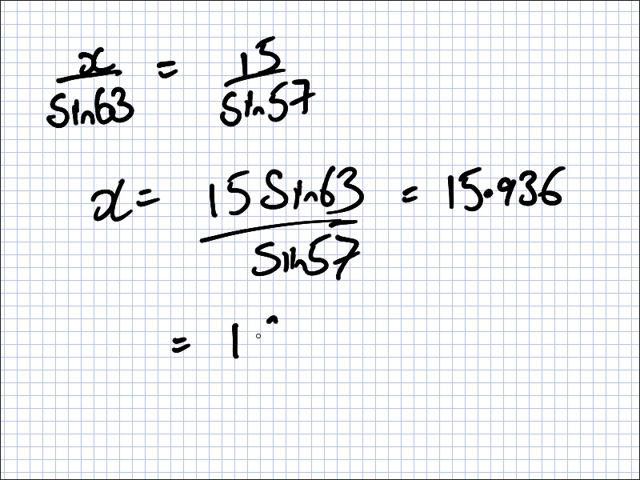 x/Sin63 = 15/Sin57
x = 15 Sin63/Sin57 = 15.936
= 1